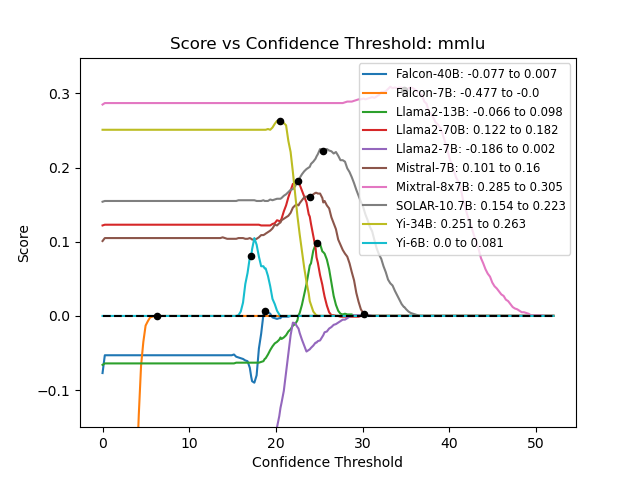 Score vs Confidence Threshold: mmlu
Falcon-40B: -0.077 to 0.007
Falcon-7B: -0.477 to -0.0
Llama2-13B: -0.066 to 0.098
Llama2-70B: 0.122 to 0.182
Llama2-7B: -0.186 to 0.002
Mistral-7B: 0.101 to 0.16
Mixtral-8x7B: 0.285 to 0.305
SOLAR-10.7B: 0.154 to 0.223
Yi-34B: 0.251 to 0.263
Yi-6B: 0.0 to 0.081
Score
0.3
0.2
0.1
0.0
−0.1
0
10
20
30
40
50
Confidence Threshold